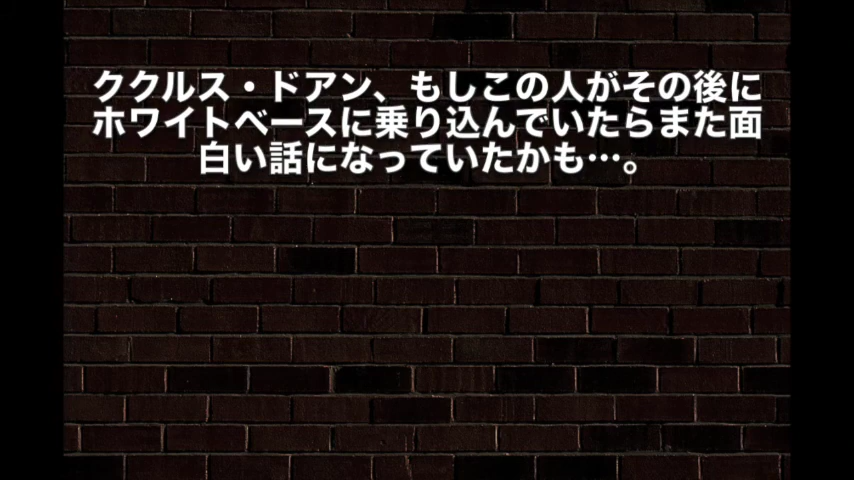 ククルス・ドアン、もしこの人がその後に
ホワイトベースに乗り込んでいたらまた面
白い話になっていたかも…。